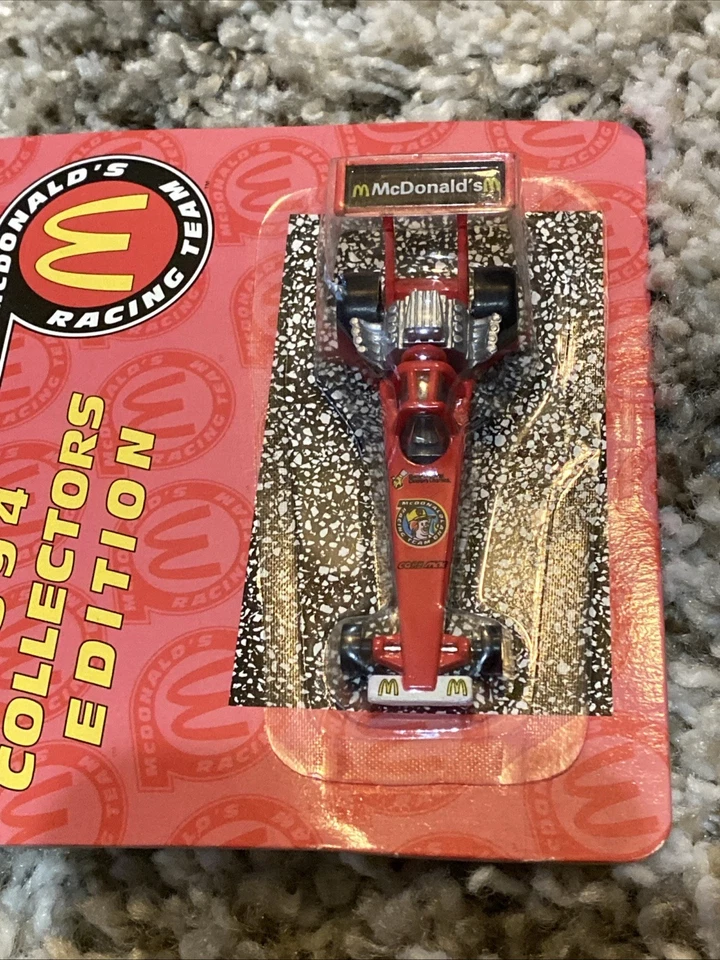 McDONALD'S
RACING TEAM
94
COLLECTORS
EDITION
McDonald's